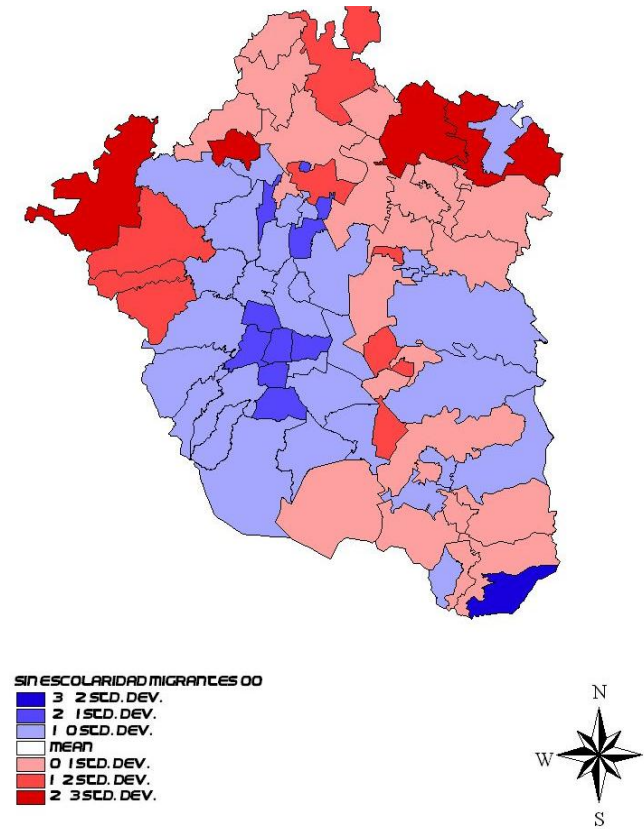 SIN ESCOLARIDAD MIGRANTES 00
3 2 STD. DEV.
2 1 STD. DEV.
1 0 STD. DEV.
MEAN
0 1 STD. DEV.
1 2 STD. DEV.
2 3 STD. DEV.
N
W E
S